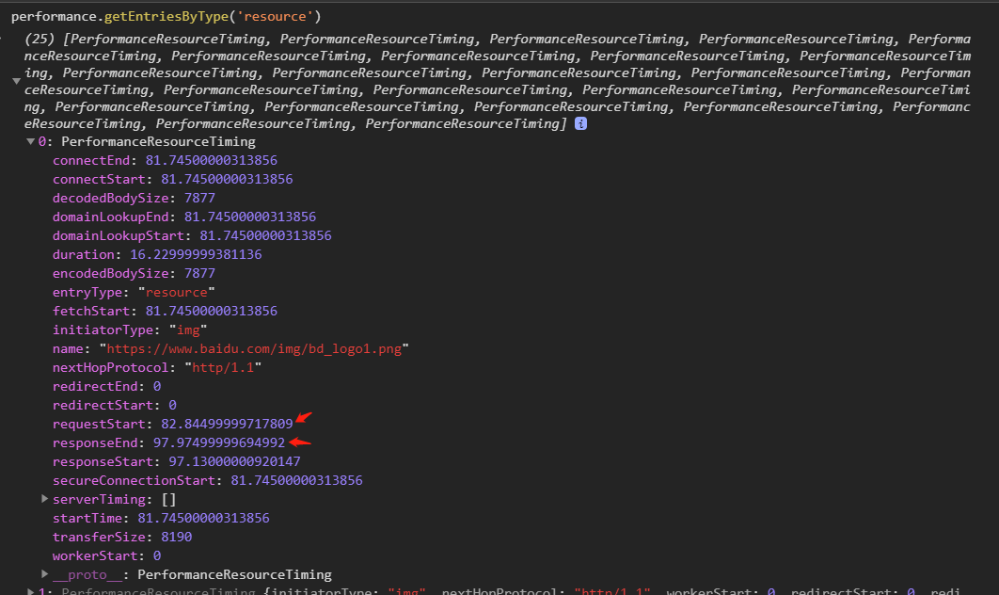 performance.getEntriesByType('resource')
(25) [PerformanceResourceTiming, PerformanceResourceTiming, PerformanceResourceTiming, PerformanceResourceTiming, Performa
nceResourceTiming, PerformanceResourceTiming, PerformanceResourceTiming, PerformanceResourceTiming, PerformanceResourceTim
ing, PerformanceResourceTiming, PerformanceResourceTiming, PerformanceResourceTiming, PerformanceResourceTiming, Performan
ceResourceTiming, PerformanceResourceTiming, PerformanceResourceTiming, PerformanceResourceTiming, PerformanceResourceTimi
ng, PerformanceResourceTiming, PerformanceResourceTiming, PerformanceResourceTiming, PerformanceResourceTiming, Performanc
eResourceTiming, PerformanceResourceTiming, PerformanceResourceTiming] i
0: PerformanceResourceTiming
connectEnd: 81.74500000313856
connectStart: 81.74500000313856
decodedBodySize: 7877
domainLookupEnd: 81.74500000313856
domainLookupStart: 81.74500000313856
duration: 16.22999999381136
encodedBodySize: 7877
entryType: "resource"
fetchStart: 81.74500000313856
initiatorType: "img"
name: "https://www.baidu.com/img/bd_logo1.png"
nextHopProtocol: "http/1.1"
redirectEnd: 0
redirectStart: 0
requestStart: 82.84499999717809
responseEnd: 97.97499999694992
responseStart: 97.13000000920147
secureConnectionStart: 81.74500000313856
serverTiming: []
startTime: 81.74500000313856
transferSize: 8190
workerStart: 0
__proto__: PerformanceResourceTiming
1: PerformanceResourceTiming {initiatorType: "img", nextHopProtocol: "http/1.1", workerStart: 0, redirectStart: 0, redi